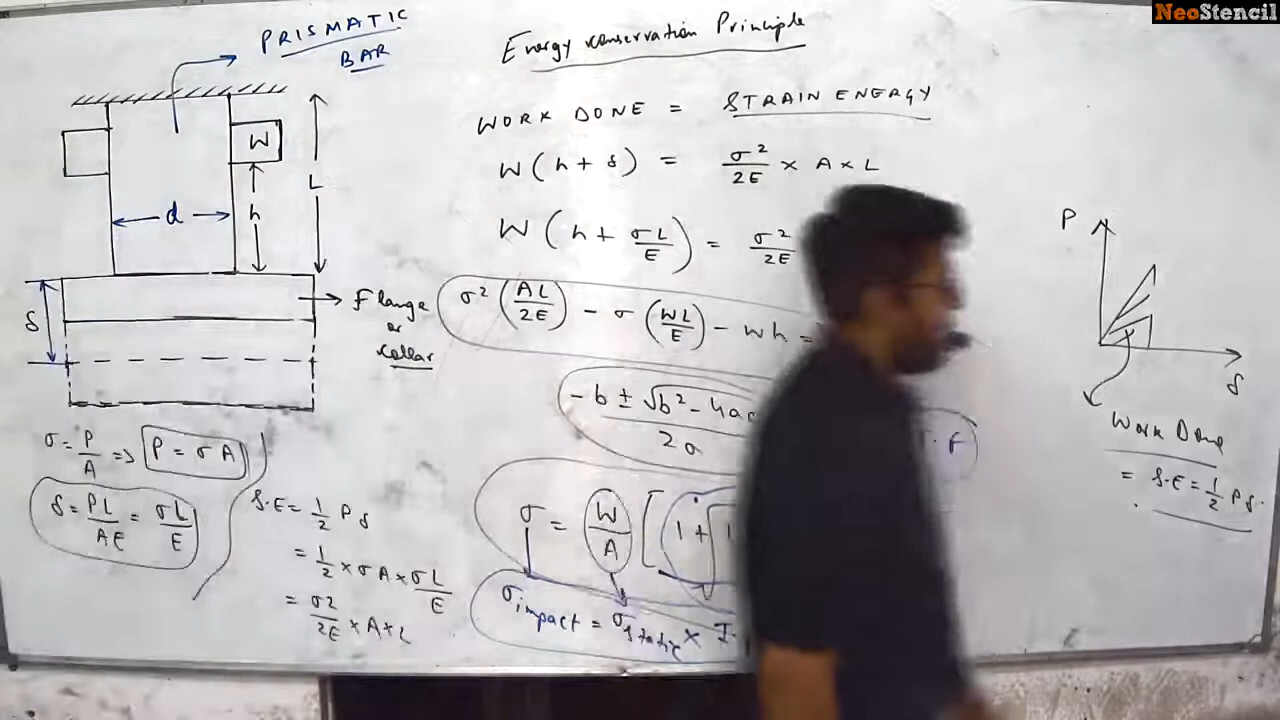 NeoStencil
PRISMATIC
BAR
W
L
h
d
δ
Flange
or
collar
σ = P/A => P = σ A
δ = PL/AE = σL/E
S.E = 1/2 P δ
= 1/2 × σ A × σL/E
= σ2/2E × A × L
Energy conservation Principle
WORK DONE = STRAIN ENERGY
W ( h + δ ) = σ²/2E × A × L
W ( h + σL/E ) = σ²/2E
σ² (AL/2E) - σ (WL/E) - Wh =
-b ± √b² - 4ac
2a
I.F
σ = W/A [ 1 + √1
σimpact = σstatic × I.
P
δ
Work Done
= S.E = 1/2 Pδ.